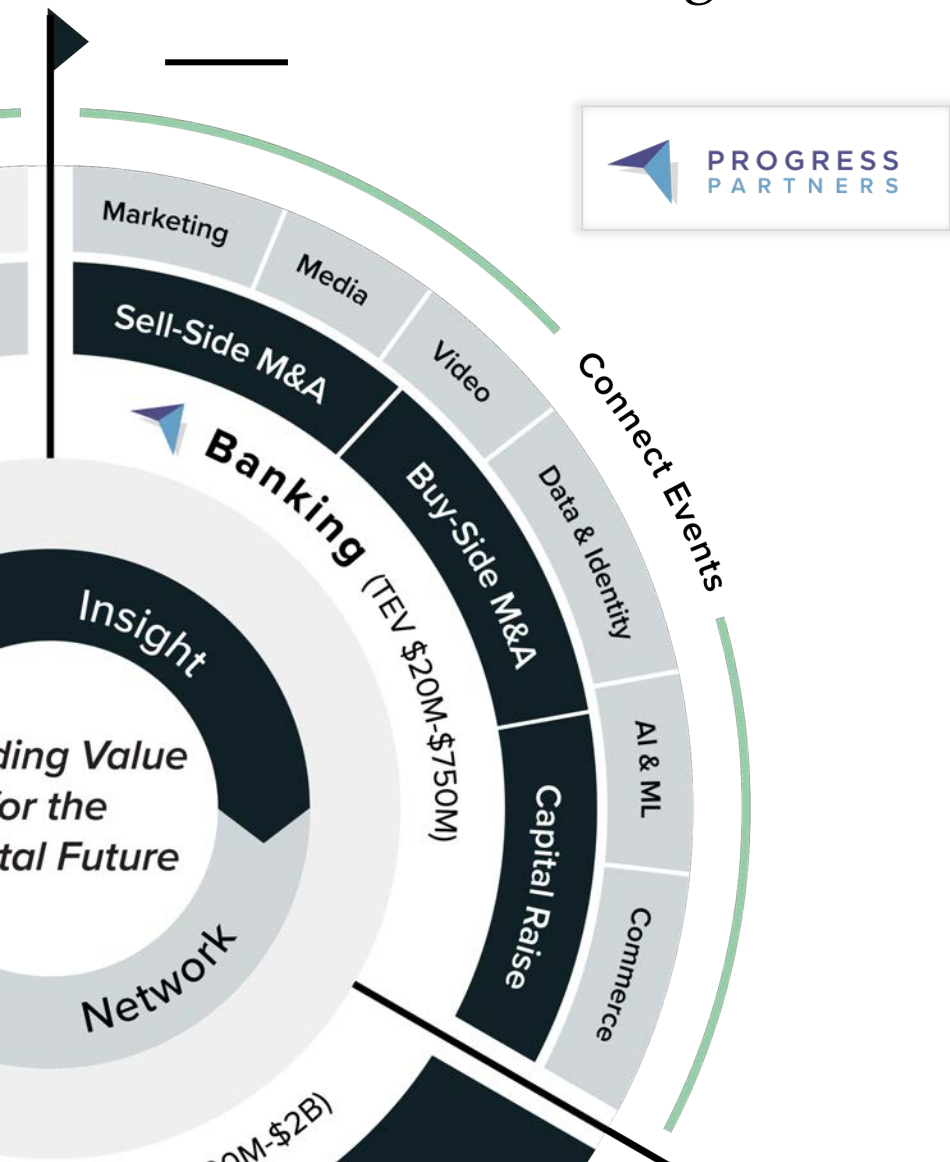 PROGRESS
PARTNERS
Marketing
Media
Video
Data & Identity
AI & ML
Commerce
Connect Events
Sell-Side M&A
Buy-Side M&A
Capital Raise
Banking (TEV $20M-$750M)
Insight
Network
ding Value
for the
tal Future
0M-$2B)